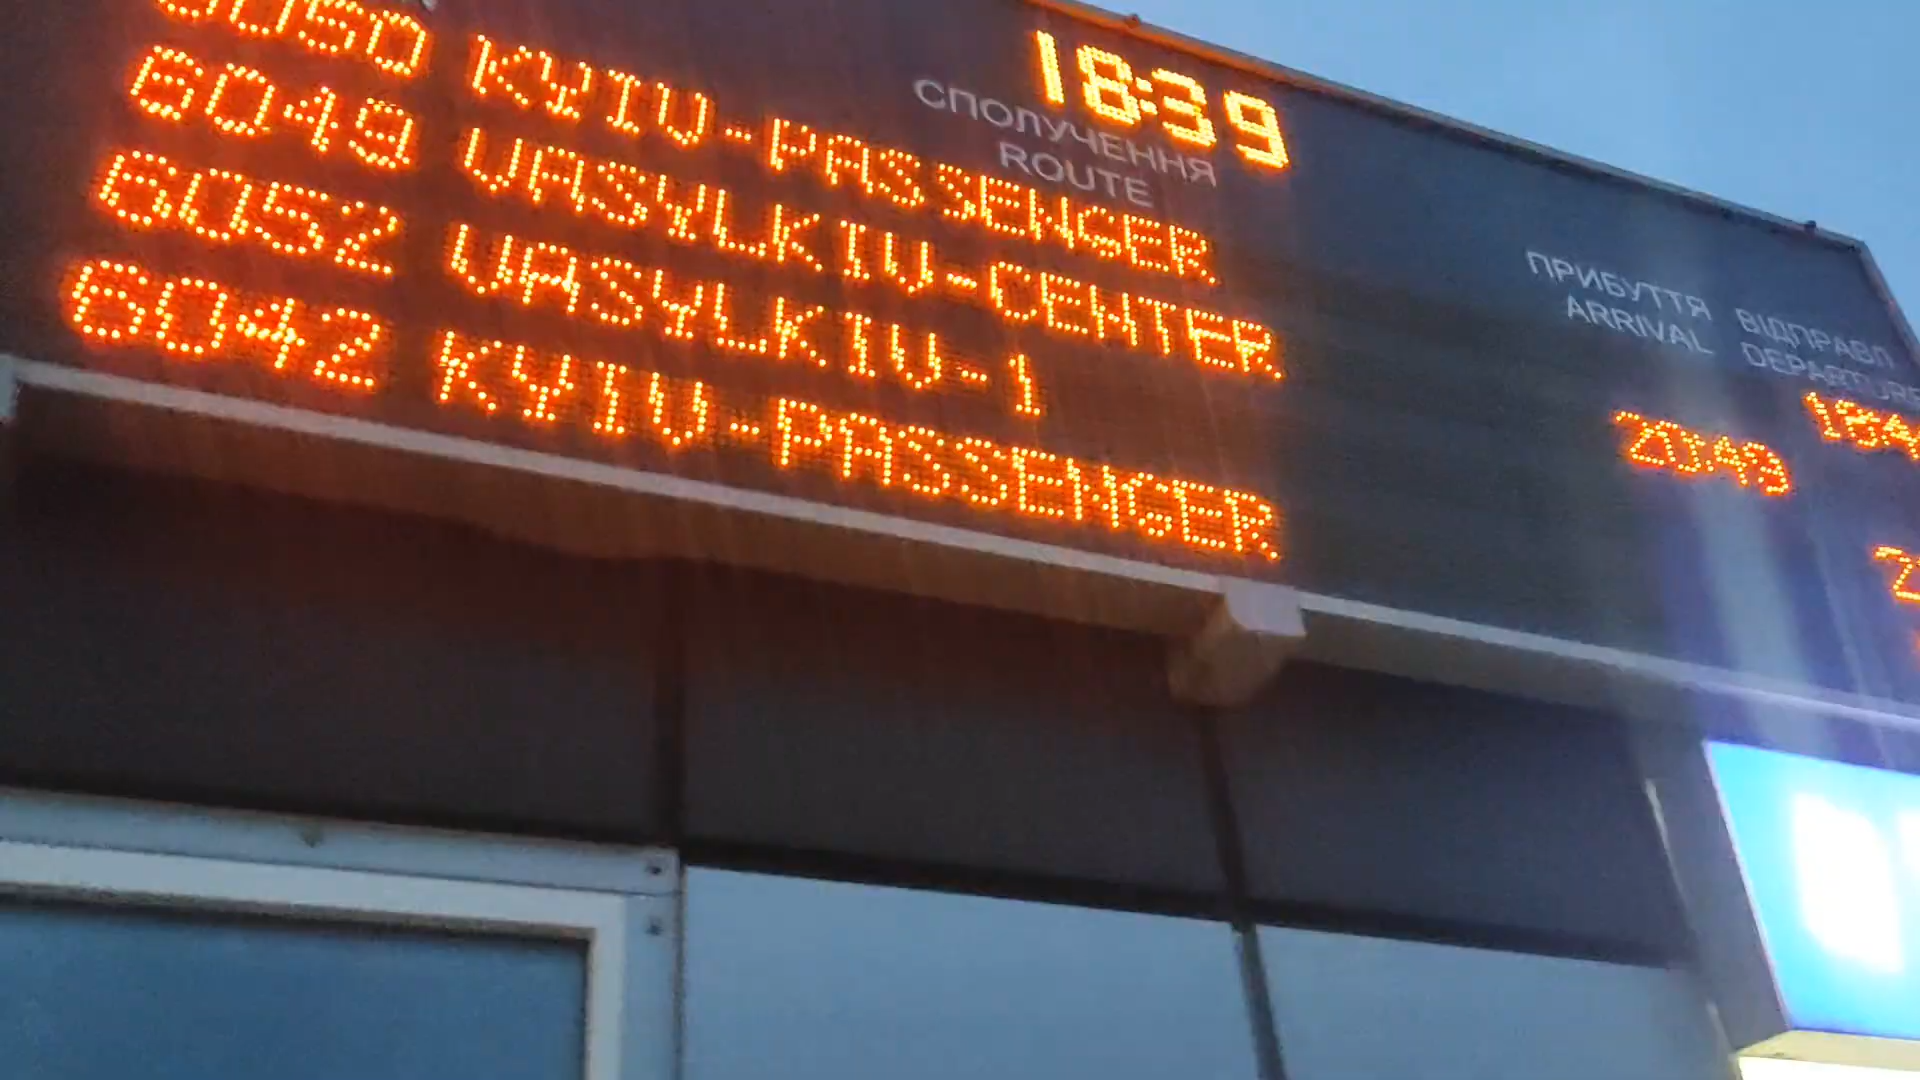 18:39
СПОЛУЧЕННЯ
ROUTE
ПРИБУТТЯ ВІДПРАВЛ
ARRIVAL DEPARTURE
6050 KYIV-PASSENGER
6049 VASYLKIV-CENTER
6052 VASYLKIV-1 20:49
6042 KYIV-PASSENGER